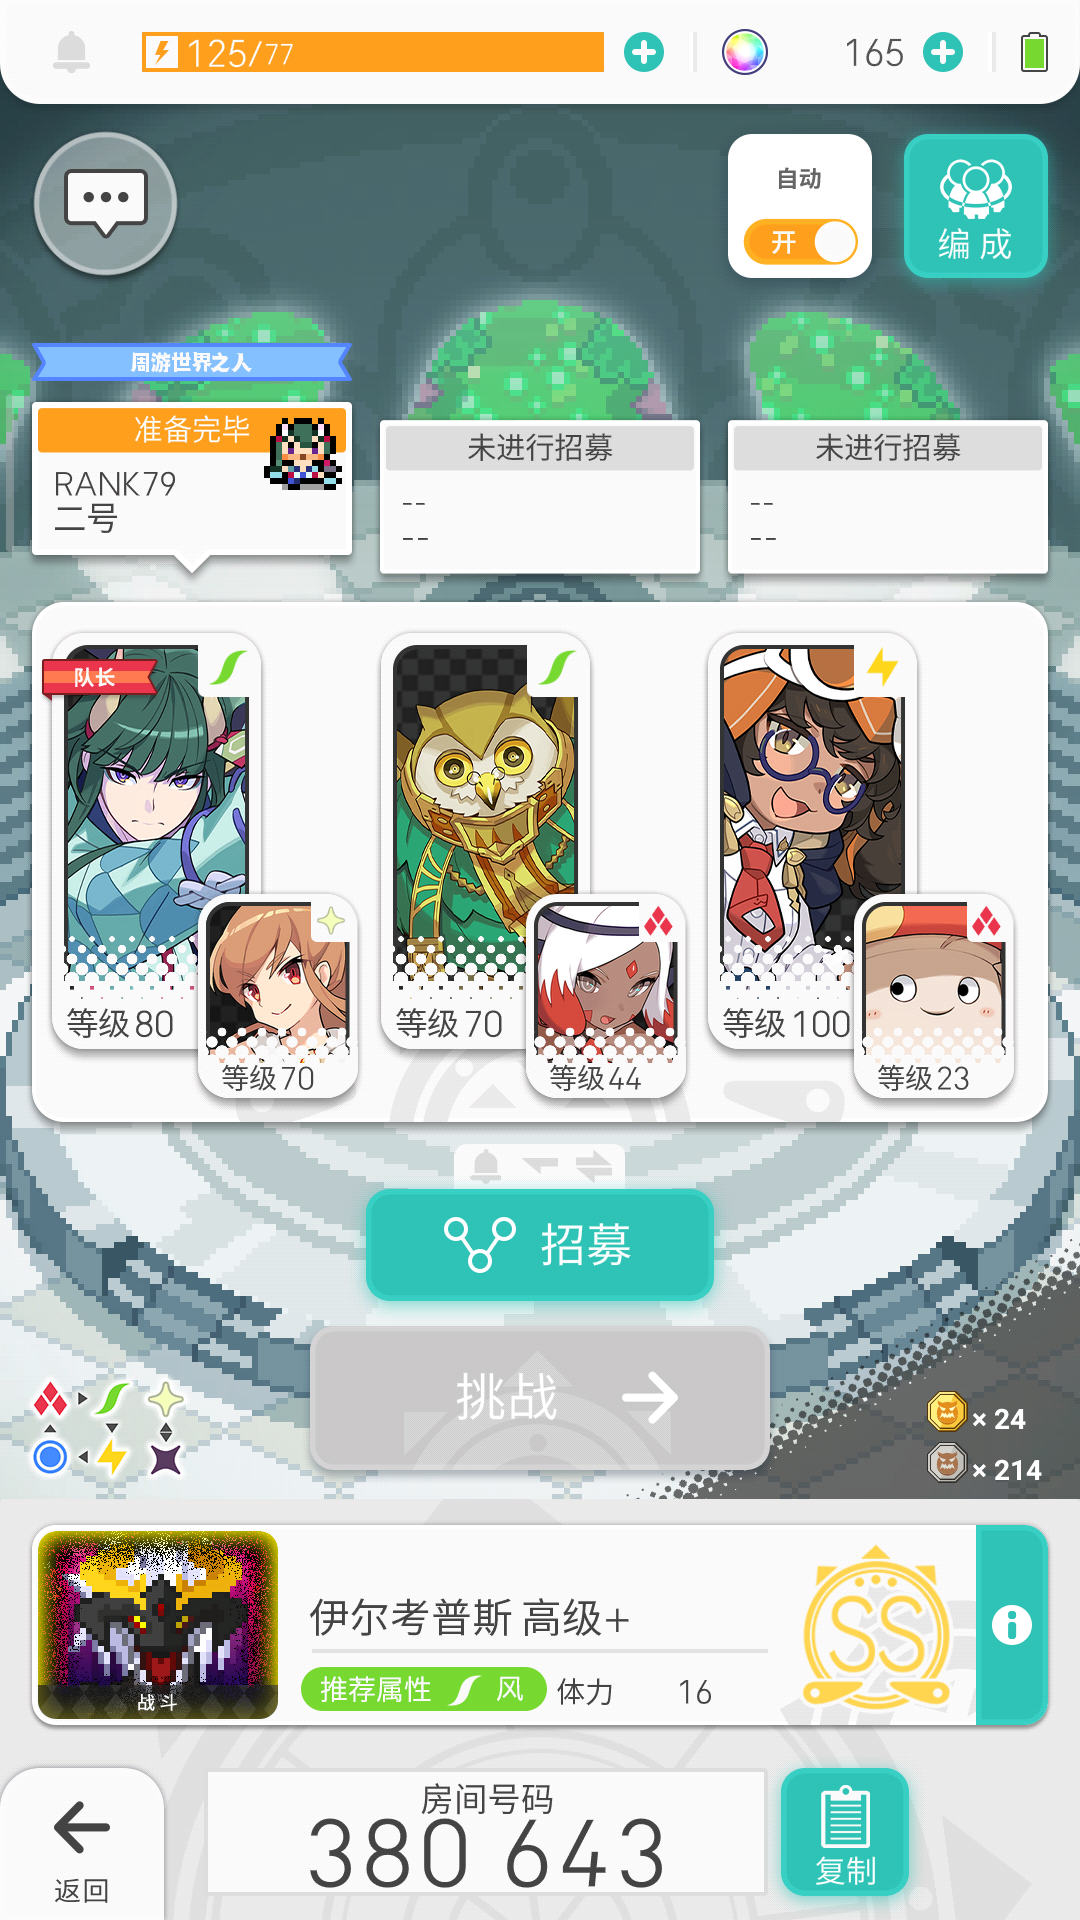 125/77
165
自动
开
编成
周游世界之人
准备完毕
RANK79
二号
未进行招募
--
--
未进行招募
--
--
队长
等级80
等级70
等级70
等级44
等级100
等级23
招募
挑战
× 24
× 214
战斗
伊尔考普斯 高级+
推荐属性 风 体力 16
SS
返回
房间号码
380 643
复制